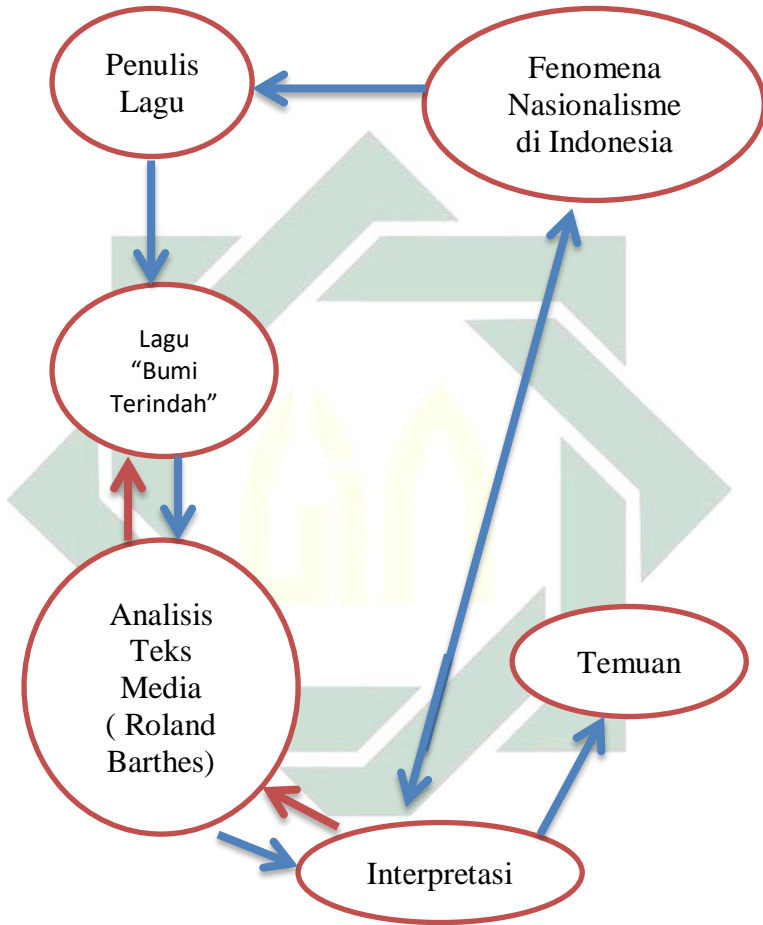 Penulis
Lagu
Fenomena
Nasionalisme
di Indonesia
Lagu
“Bumi
Terindah”
Analisis
Teks
Media
( Roland
Barthes)
Temuan
Interpretasi